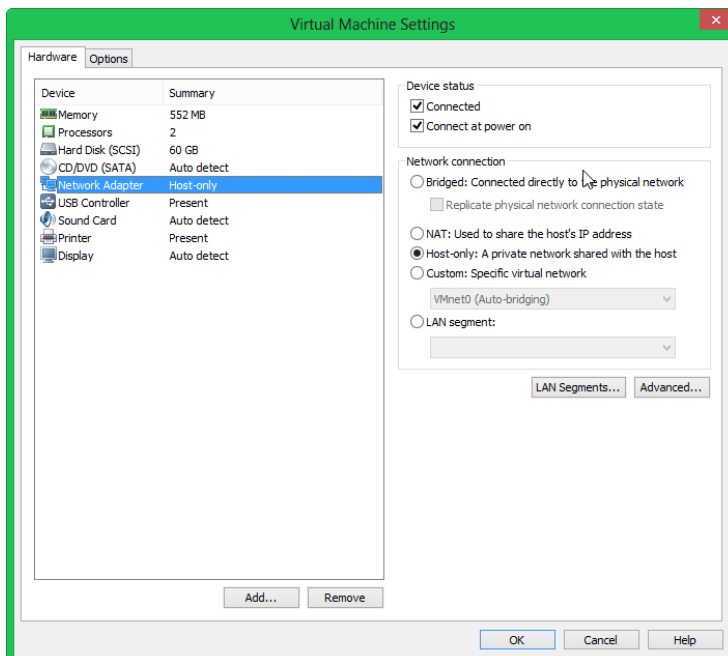 Virtual Machine Settings
Hardware Options
Device Summary
Memory 552 MB
Processors 2
Hard Disk (SCSI) 60 GB
CD/DVD (SATA) Auto detect
Network Adapter Host-only
USB Controller Present
Sound Card Auto detect
Printer Present
Display Auto detect
Add... Remove
Device status
Connected
Connect at power on
Network connection
Bridged: Connected directly to the physical network
Replicate physical network connection state
NAT: Used to share the host's IP address
Host-only: A private network shared with the host
Custom: Specific virtual network
VMnet0 (Auto-bridging)
LAN segment:
LAN Segments... Advanced...
OK Cancel Help